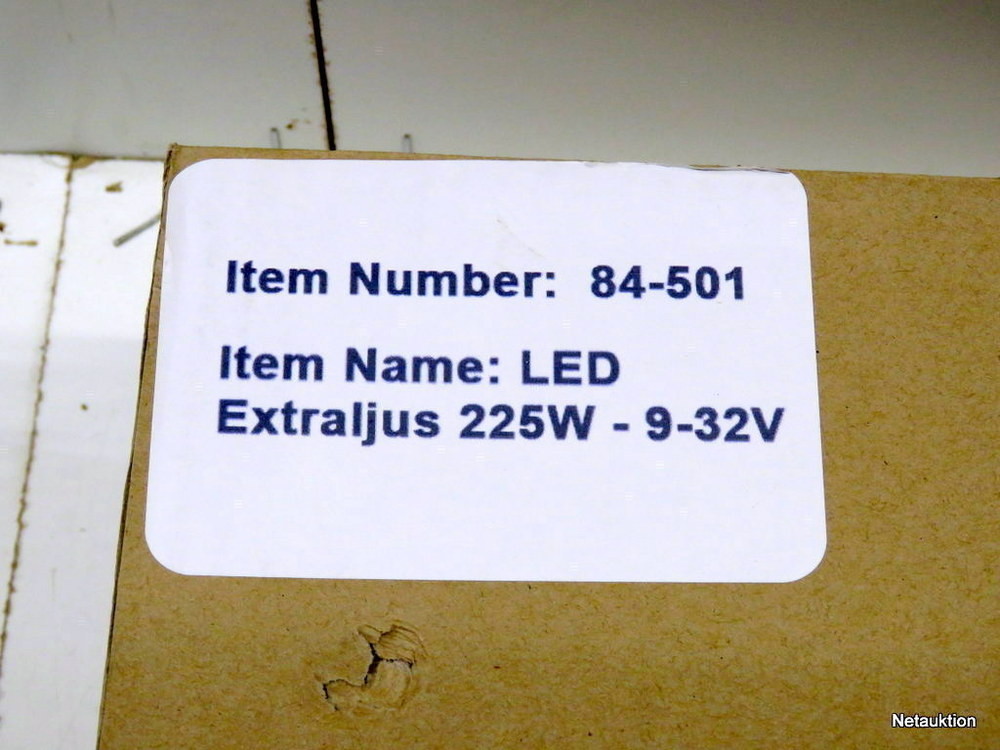 Item Number: 84-501
Item Name: LED
Extraljus 225W - 9-32V
Netauktion